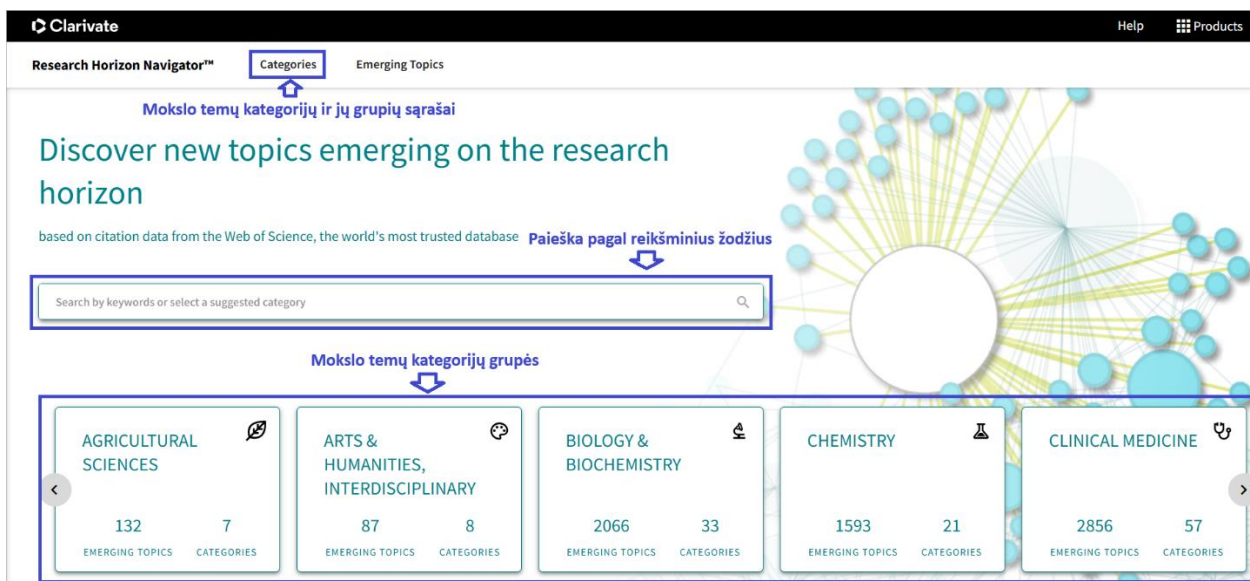 Clarivate
Help
Products
Research Horizon Navigator™
Categories
Emerging Topics
Mokslo temų kategorijų ir jų grupių sąrašai
Discover new topics emerging on the research
horizon
based on citation data from the Web of Science, the world's most trusted database
Paieška pagal reikšminius žodžius
Search by keywords or select a suggested category
Mokslo temų kategorijų grupės
AGRICULTURAL
SCIENCES
132
7
EMERGING TOPICS
CATEGORIES
ARTS &
HUMANITIES,
INTERDISCIPLINARY
87
8
EMERGING TOPICS
CATEGORIES
BIOLOGY &
BIOCHEMISTRY
2066
33
EMERGING TOPICS
CATEGORIES
CHEMISTRY
1593
21
EMERGING TOPICS
CATEGORIES
CLINICAL MEDICINE
2856
57
EMERGING TOPICS
CATEGORIES